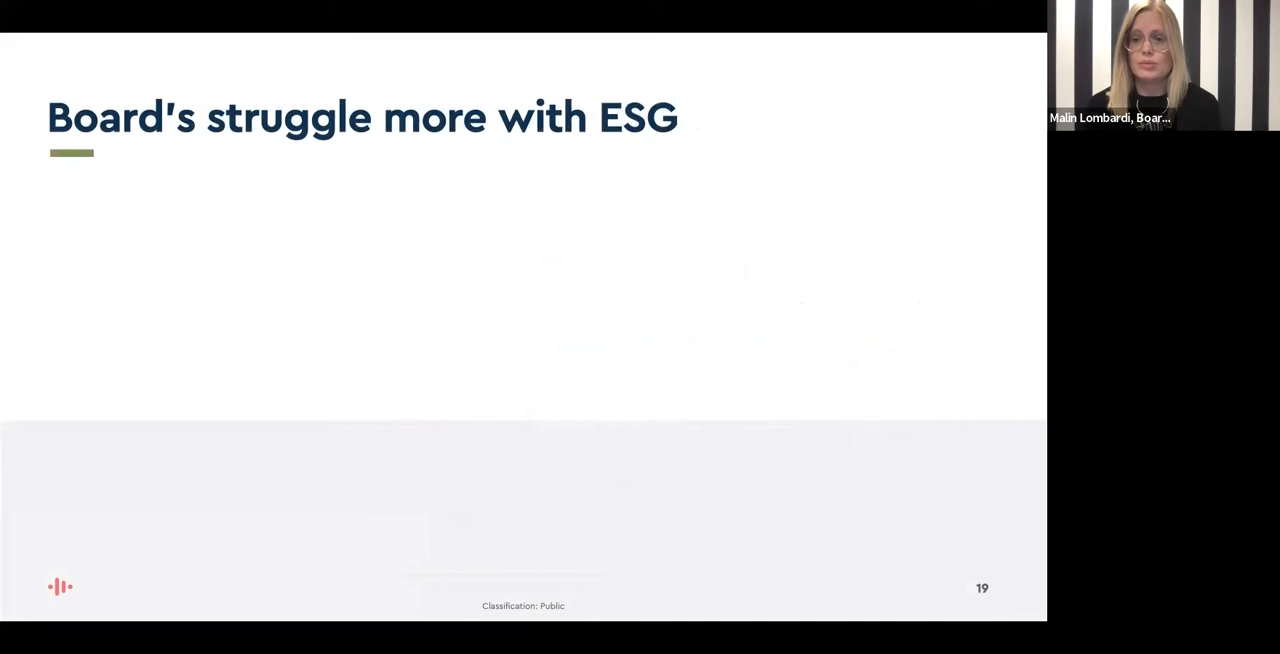 Board's struggle more with ESG
Malin Lombardi, Boar...
19
Classification: Public